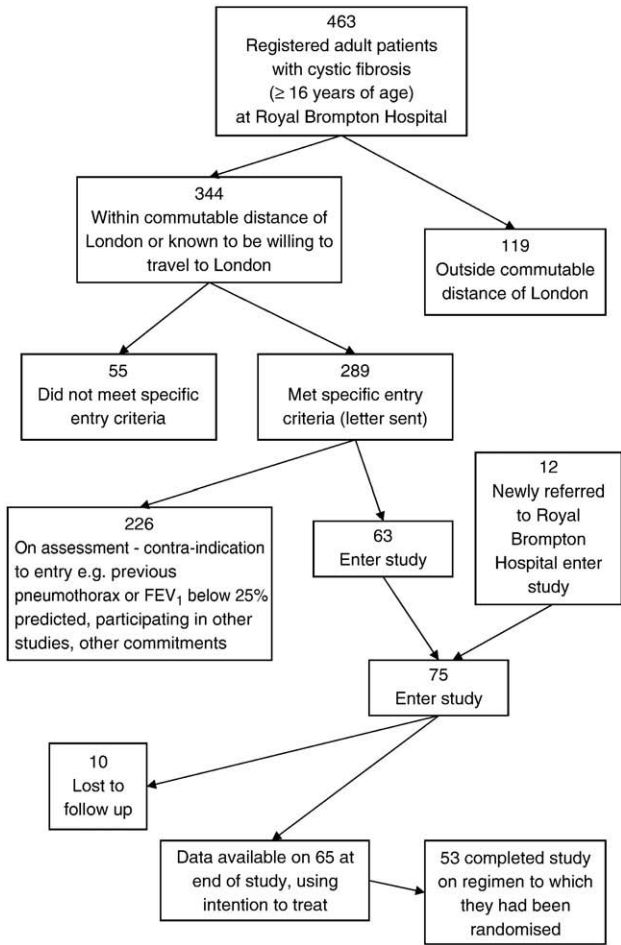 463
Registered adult patients
with cystic fibrosis
(≥ 16 years of age)
at Royal Brompton Hospital
344
Within commutable distance of
London or known to be willing to
travel to London
119
Outside commutable
distance of London
55
Did not meet specific
entry criteria
289
Met specific entry
criteria (letter sent)
226
On assessment - contra-indication
to entry e.g. previous
pneumothorax or FEV₁ below 25%
predicted, participating in other
studies, other commitments
63
Enter study
12
Newly referred
to Royal
Brompton
Hospital enter
study
75
Enter study
10
Lost to
follow up
Data available on 65 at
end of study, using
intention to treat
53 completed study
on regimen to which
they had been
randomised